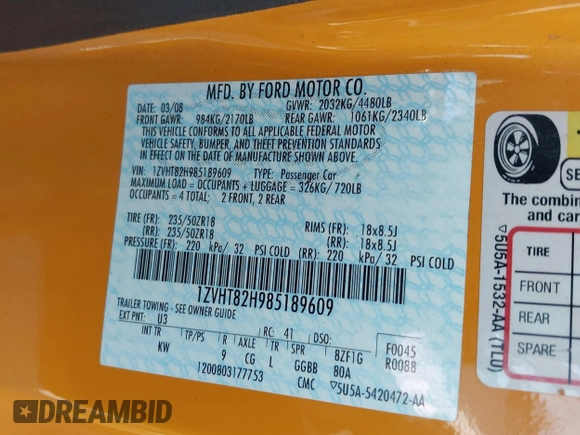 MFD. BY FORD MOTOR CO.
DATE: 03/08 GVWR: 2032KG/4480LB
FRONT GAWR: 984KG/2170LB REAR GAWR: 1061KG/2340LB
THIS VEHICLE CONFORMS TO ALL APPLICABLE FEDERAL MOTOR
VEHICLE SAFETY, BUMPER, AND THEFT PREVENTION STANDARDS
IN EFFECT ON THE DATE OF MANUFACTURE SHOWN ABOVE.
VIN: 1ZVHT82H985189609 TYPE: Passenger Car
MAXIMUM LOAD = OCCUPANTS + LUGGAGE = 326KG/720LB
OCCUPANTS = 4 TOTAL: 2 FRONT, 2 REAR
TIRE (FR): 235/50ZR18 RIMS (FR): 18x8.5J
(RR): 235/50ZR18 (RR): 18x8.5J
PRESSURE (FR): 220 kPa/ 32 PSI COLD (RR): 220 kPa/ 32 PSI COLD
1ZVHT82H985189609
TRAILER TOWING - SEE OWNER GUIDE
EXT PNT: U3 RC: 41 DSO: F0045
INT TR TP/PS R AXLE TR SPR 8ZF1G R0088
KW 9 CG L GGBB 80A
1200803177753 CMC ▽5U5A-5420472-AA
SE
The combin
and car
TIRE
FRONT
REAR
SPARE
▽5U5A-1532-AA (TLU)
DREAMBID